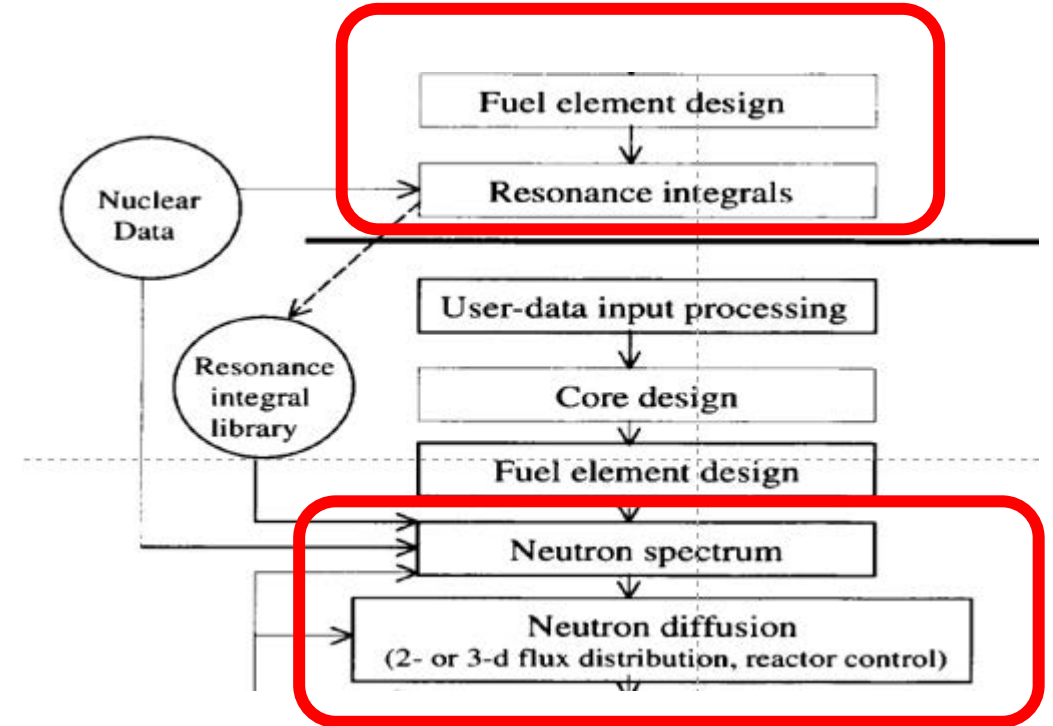 Fuel element design
Resonance integrals
Nuclear
Data
User-data input processing
Resonance
integral
library
Core design
Fuel element design
Neutron spectrum
Neutron diffusion
(2- or 3-d flux distribution, reactor control)